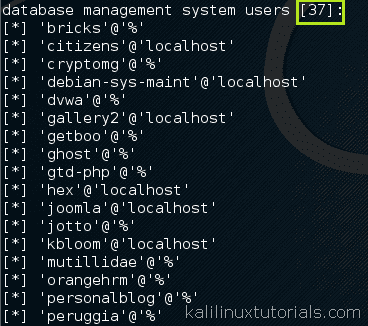 database management system users [37]:
[*] 'bricks'@'%'
[*] 'citizens'@'localhost'
[*] 'cryptomg'@'%'
[*] 'debian-sys-maint'@'localhost'
[*] 'dvwa'@'%'
[*] 'gallery2'@'localhost'
[*] 'getboo'@'%'
[*] 'ghost'@'%'
[*] 'gtd-php'@'%'
[*] 'hex'@'localhost'
[*] 'joomla'@'localhost'
[*] 'jotto'@'%'
[*] 'kbloom'@'localhost'
[*] 'mutillidae'@'%'
[*] 'orangehrm'@'%'
[*] 'personalblog'@'%'
[*] 'peruggia'@'%'
kalilinuxtutorials.com